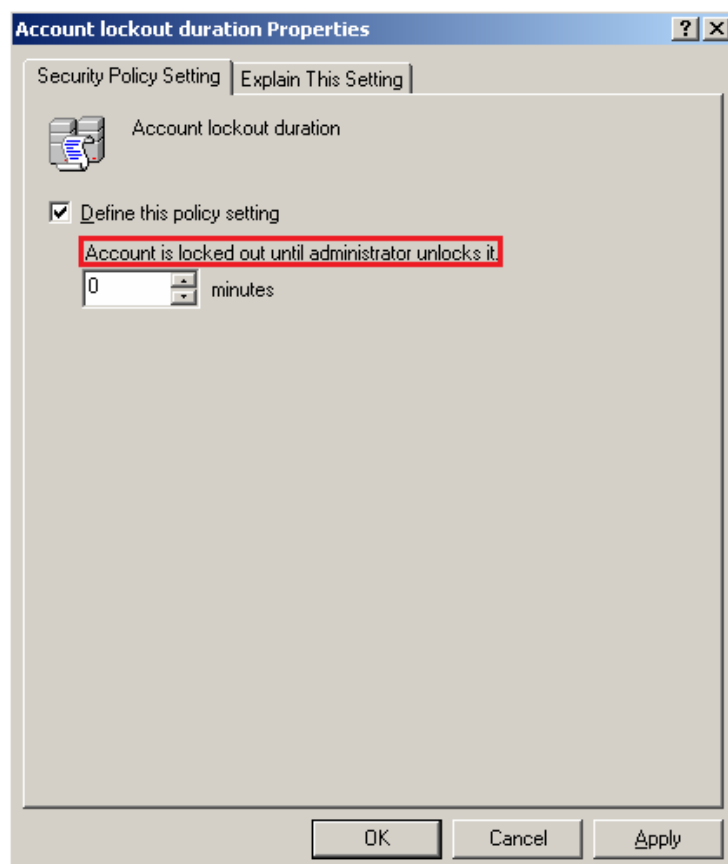 Account lockout duration Properties
Security Policy Setting
Explain This Setting
Account lockout duration
Define this policy setting
Account is locked out until administrator unlocks it.
0 minutes
OK Cancel Apply